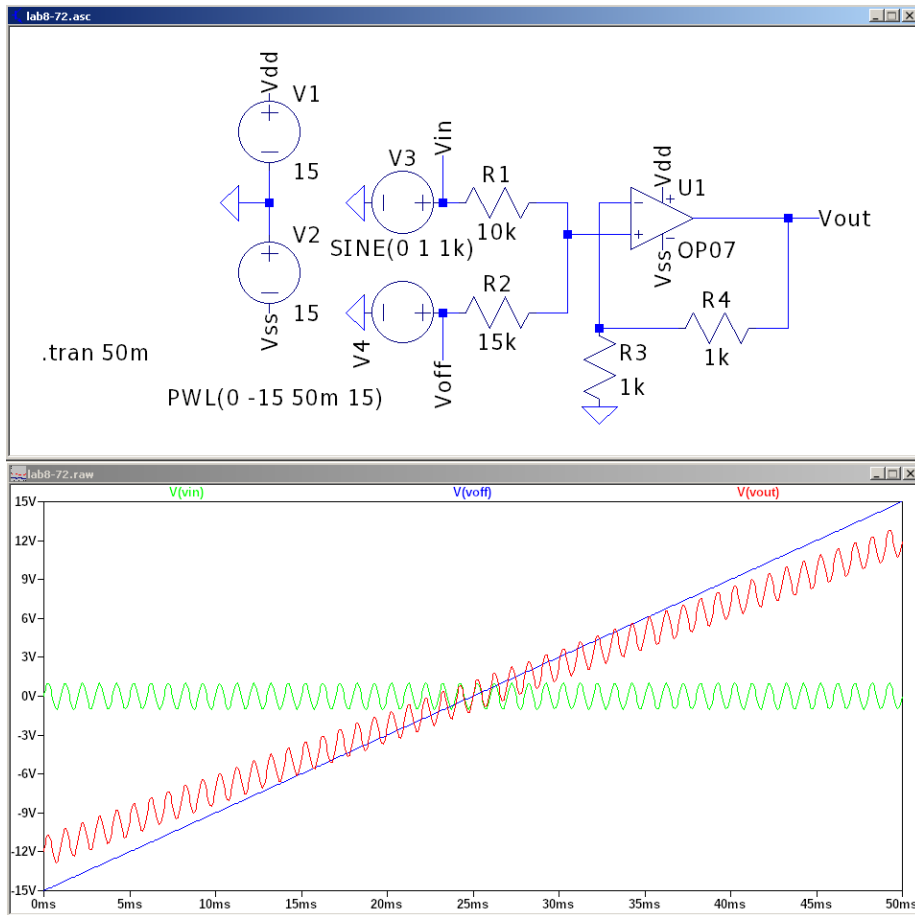 lab8-72.asc
Vdd
V1
15
V2
15
Vss
V3
Vin
R1
10k
SINE(0 1 1k)
R2
15k
V4
Voff
.tran 50m
PWL(0 -15 50m 15)
Vdd
U1
OP07
Vss
Vout
R4
1k
R3
1k
lab8-72.raw
V(vin) V(voff) V(vout)
15V
12V
9V
6V
3V
0V
-3V
-6V
-9V
-12V
-15V
0ms 5ms 10ms 15ms 20ms 25ms 30ms 35ms 40ms 45ms 50ms